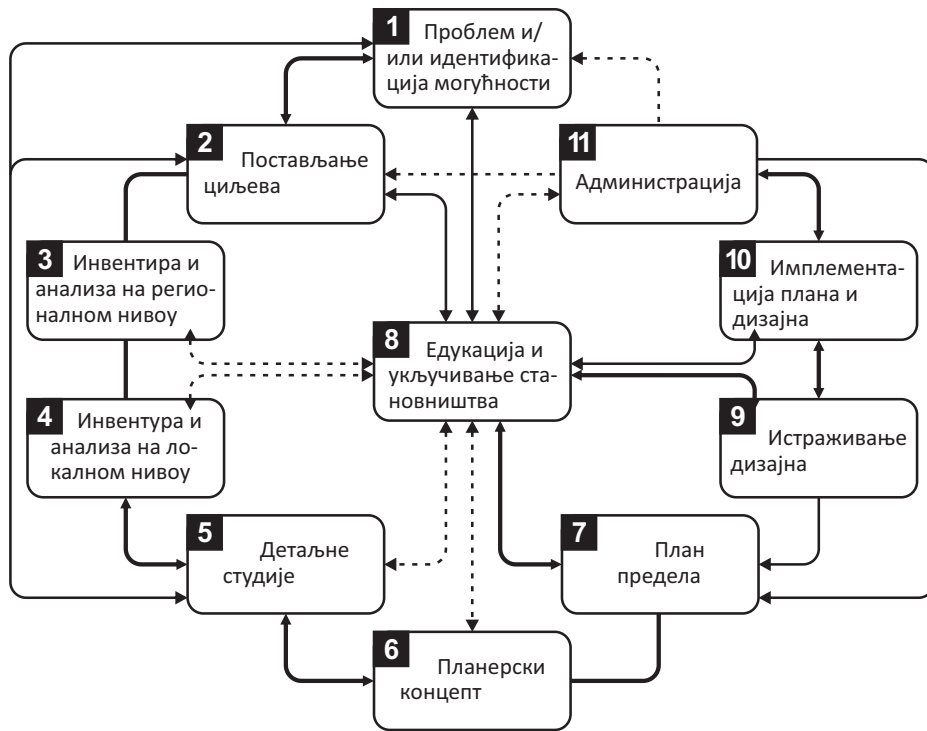 1 Проблем и/
или идентифика-
ција могућности
2 Постављање
циљева
11
Администрација
3 Инвентира и
анализа на регио-
налном нивоу
10 Имплемента-
ција плана и
дизајна
8 Едукација и
укључивање ста-
новништва
4 Инвентура и
анализа на ло-
калном нивоу
9 Истраживање
дизајна
5 Детаљне
студије
7 План
предела
6 Планерски
концепт